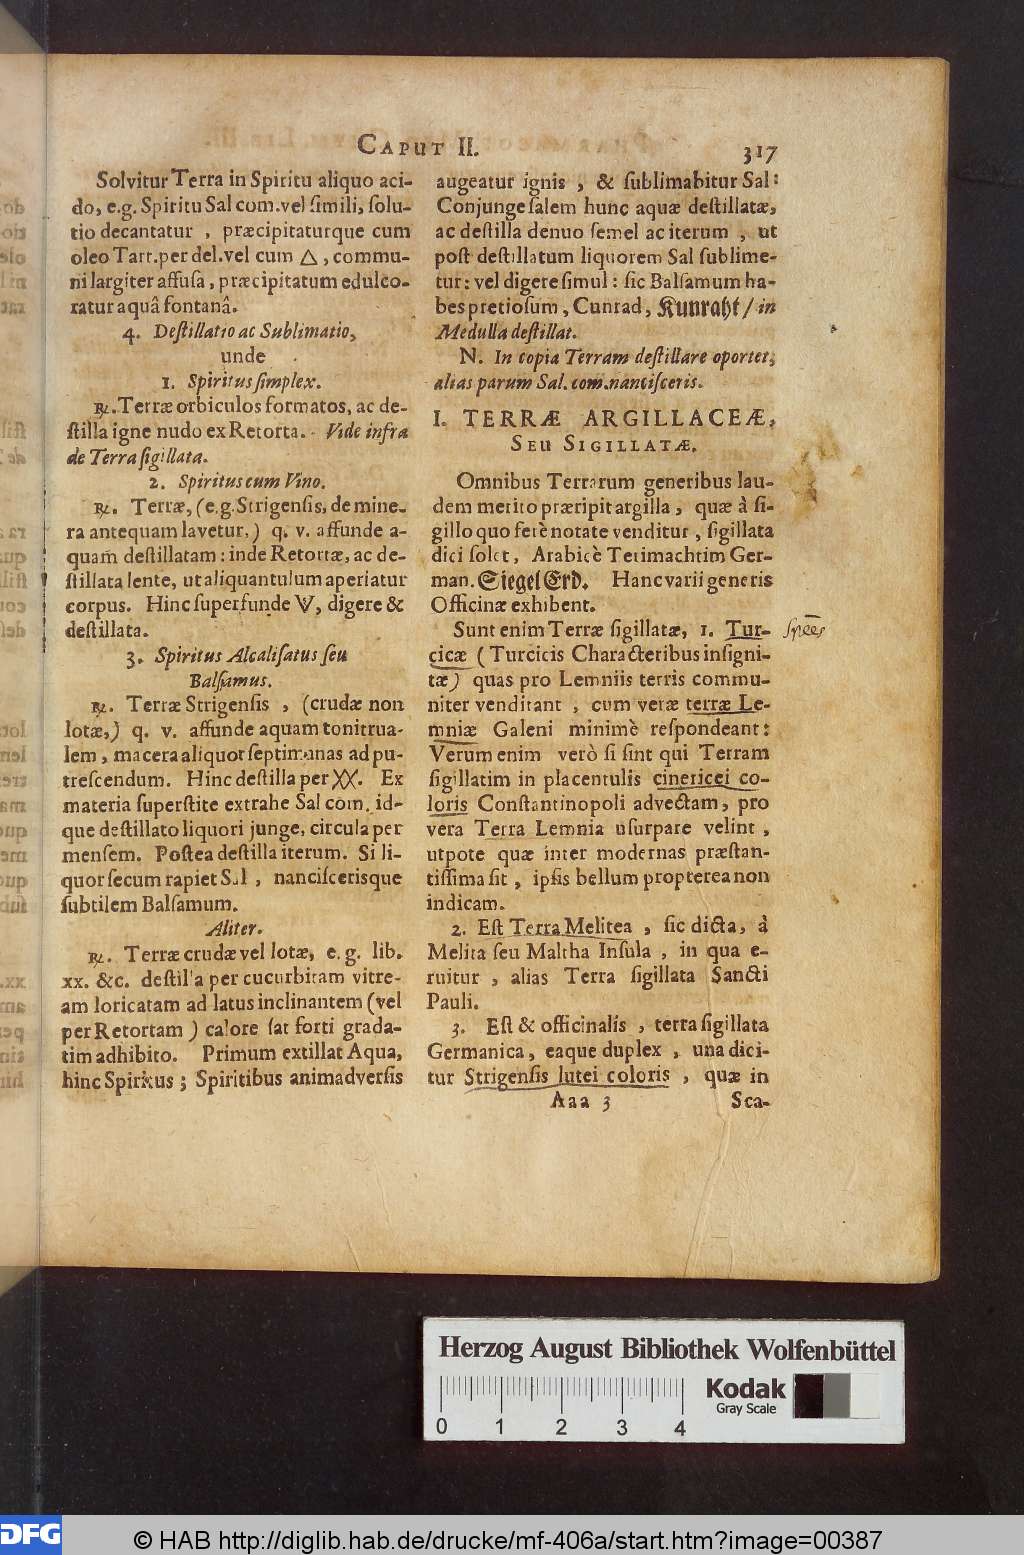 CAPUT II.
317
Solvitur Terra in Spiritu aliquo aci-
do, e.g. Spiritu Sal com. vel simili, solu-
tio decantatur , præcipitaturque cum
oleo Tart. per del. vel cum △, commu-
ni largiter affusa, præcipitatum edulco-
ratur aquâ fontanâ.
4. Destillatio ac Sublimatio,
unde
1. Spiritus simplex.
℞. Terræ orbiculos formatos, ac de-
stilla igne nudo ex Retorta. Vide infra
de Terra sigillata.
2. Spiritus cum Vino.
℞. Terræ, (e.g. Strigensis, de mine-
ra antequam lavetur,) q. v. affunde a-
quam destillatam: inde Retortæ, ac de-
stillata lente, ut aliquantulum aperiatur
corpus. Hinc superfunde , digere &
destillata.
3. Spiritus Alcalisatus seu
Balsamus.
℞. Terræ Strigensis , (crudæ non
lotæ,) q. v. affunde aquam tonitrua-
lem, macera aliquot septimanas ad pu-
trescendum. Hinc destilla per XX. Ex
materia superstite extrahe Sal com. id-
que destillato liquori junge, circula per
mensem. Postea destilla iterum. Si li-
quor secum rapiet Sal , nanciscerisque
subtilem Balsamum.
Aliter.
℞. Terræ crudæ vel lotæ, e. g. lib.
xx. &c. destilla per cucurbitam vitre-
am loricatam ad latus inclinantem (vel
per Retortam ) calore sat forti grada-
tim adhibito. Primum extillat Aqua,
hinc Spiritus ; Spiritibus animadversis
augeatur ignis , & sublimabitur Sal:
Conjunge salem hunc aquæ destillatæ,
ac destilla denuo semel ac iterum , ut
post destillatum liquorem Sal sublime-
tur: vel digere simul: sic Balsamum ha-
bes pretiosum, Cunrad, Kunraht / in
Medulla destillat.
N. In copia Terram destillare oportet,
alias parum Sal. com. nancisceris.
I. TERRÆ ARGILLACEÆ,
SEU SIGILLATÆ.
Omnibus Terrarum generibus lau-
dem merito præripit argilla , quæ à si-
gillo quo ferè notate venditur , sigillata
dici solet, Arabicè Terimachtim Ger-
man. Siegel Erd. Hanc varii generis
Officinæ exhibent.
Sunt enim Terræ sigillatæ, 1. Tur-
cicæ ( Turcicis Characteribus insigni-
tæ) quas pro Lemniis terris commu-
niter venditant , cum veræ terræ Le-
mniæ Galeni minimè respondeant:
Verum enim verò si sint qui Terram
sigillatim in placentulis cinericei co-
loris Constantinopoli advectam, pro
vera Terra Lemnia usurpare velint ,
utpote quæ inter modernas præstan-
tissima sit , ipsis bellum propterea non
indicam.
2. Est Terra Melitea , sic dicta, à
Melita seu Maltha Insula , in qua e-
ruitur , alias Terra sigillata Sancti
Pauli.
3. Est & officinalis , terra sigillata
Germanica, eaque duplex , una dici-
tur Strigensis lutei coloris , quæ in
Aaa 3
Sca-
Herzog August Bibliothek Wolfenbüttel
Kodak
Gray Scale
0 1 2 3 4
DFG
© HAB http://diglib.hab.de/drucke/mf-406a/start.htm?image=00387